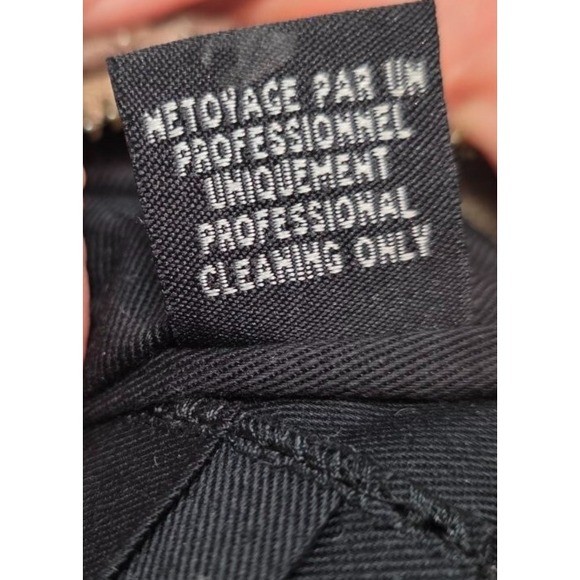 NETOYAGE PAR UN
PROFESSIONNEL
UNIQUEMENT
PROFESSIONAL
CLEANING ONLY